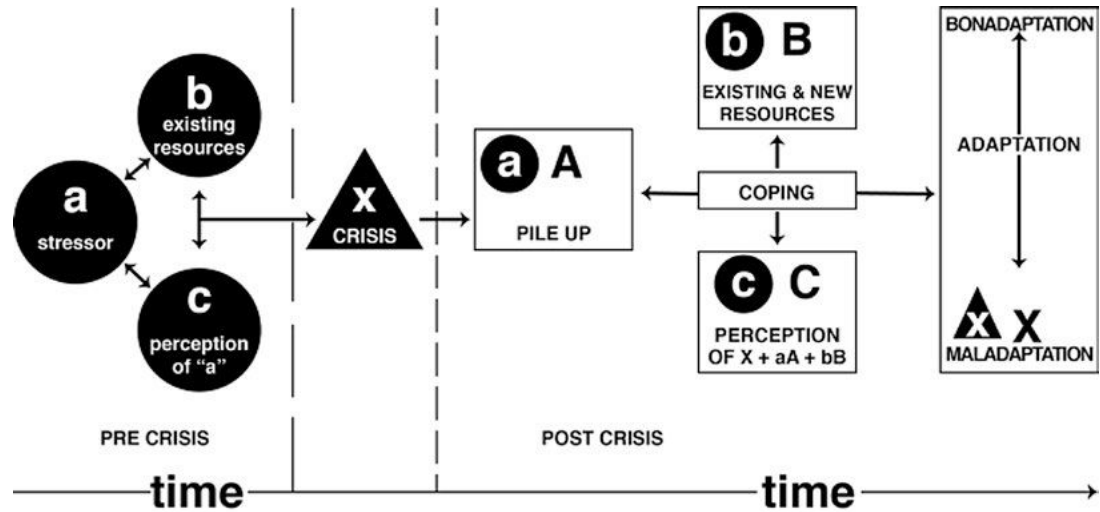 b
existing
resources
a
stressor
c
perception
of “a”
x
CRISIS
a A
PILE UP
b B
EXISTING & NEW
RESOURCES
COPING
c C
PERCEPTION
OF X + aA + bB
BONADAPTATION
ADAPTATION
x X
MALADAPTATION
PRE CRISIS
POST CRISIS
time
time